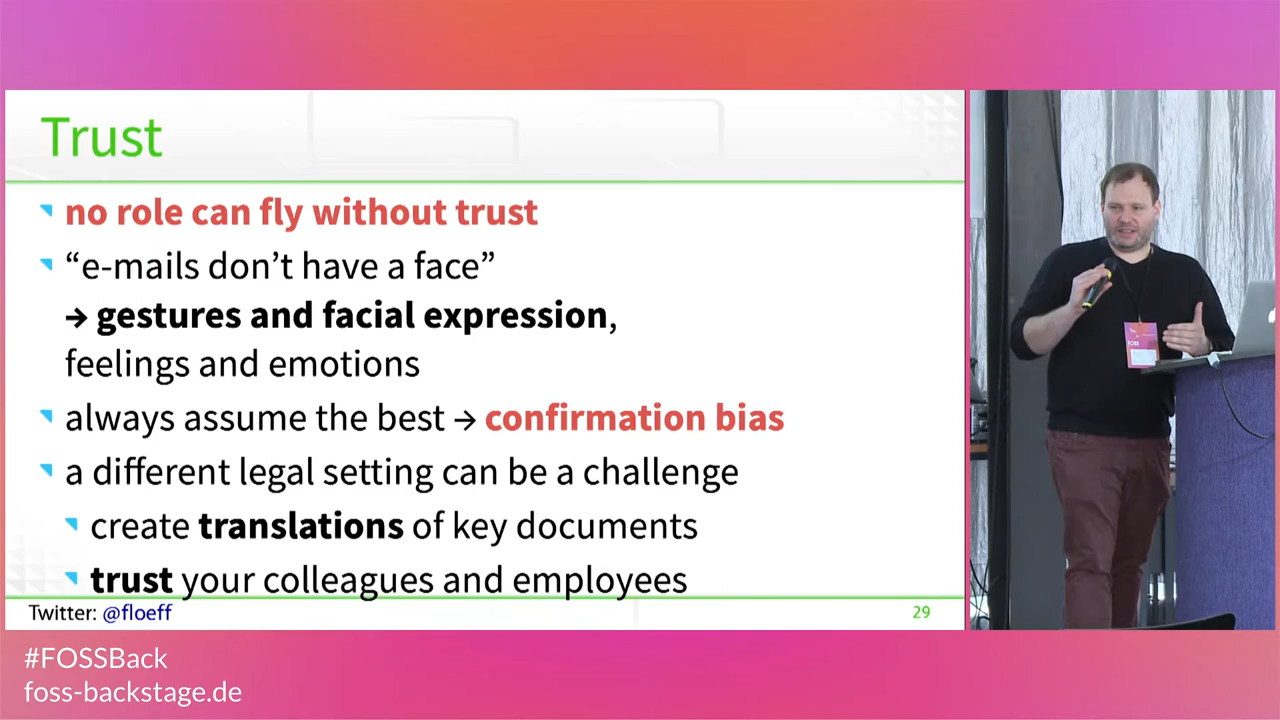 Trust
no role can fly without trust
“e-mails don’t have a face”
→ gestures and facial expression,
feelings and emotions
always assume the best → confirmation bias
a different legal setting can be a challenge
create translations of key documents
trust your colleagues and employees
Twitter: @floeff
29
FOSS
#FOSSBack
foss-backstage.de